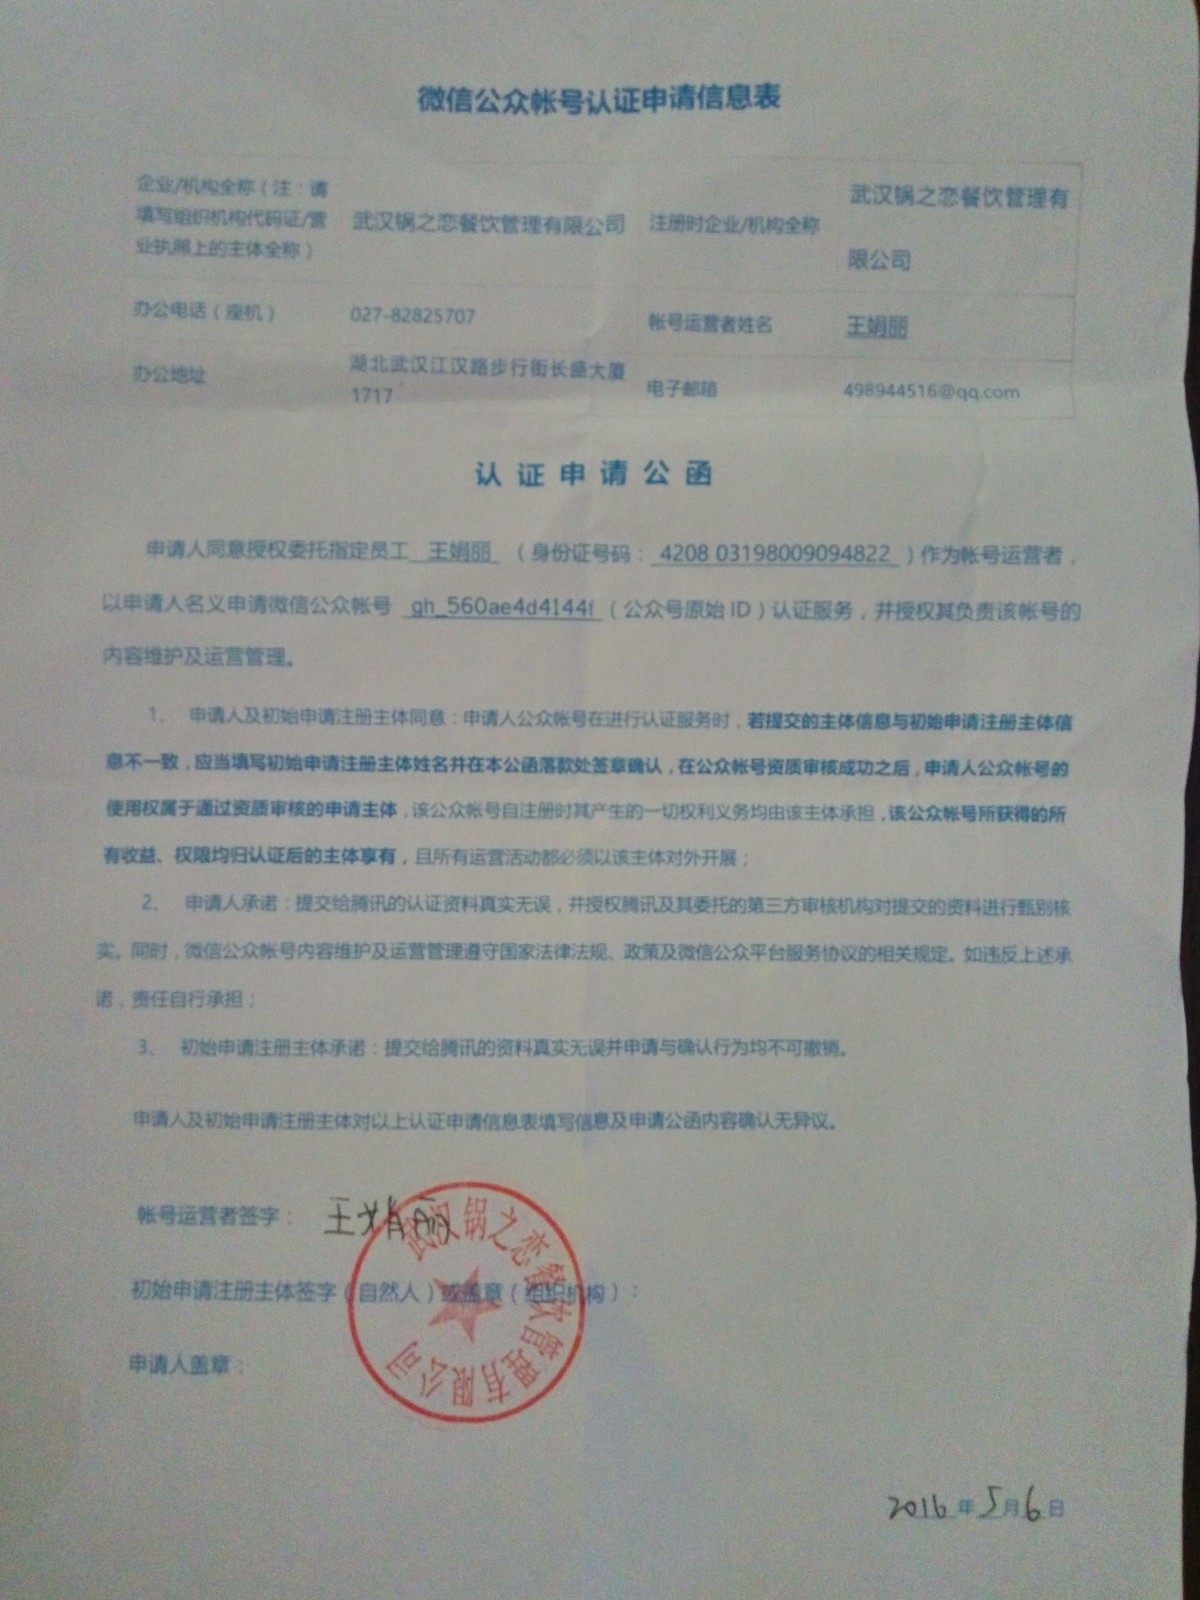 微信公众帐号认证申请信息表
企业/机构全称（注：请
填写组织机构代码证/营
业执照上的主体全称）
武汉锅之恋餐饮管理有限公司
注册时企业/机构全称
武汉锅之恋餐饮管理有
限公司
办公电话（座机）
027-82825707
帐号运营者姓名
王娟丽
办公地址
湖北武汉江汉路步行街长盛大厦
1717
电子邮箱
498944516@qq.com
认证申请公函
申请人同意授权委托指定员工 王娟丽 （身份证号码：4208 03198009094822 ）作为帐号运营者，
以申请人名义申请微信公众帐号 gh_560ae4d4144f （公众号原始 ID）认证服务，并授权其负责该帐号的
内容维护及运营管理。
1、 申请人及初始申请注册主体同意：申请人公众帐号在进行认证服务时，若提交的主体信息与初始申请注册主体信
息不一致，应当填写初始申请注册主体姓名并在本公函落款处签章确认，在公众帐号资质审核成功之后，申请人公众帐号的
使用权属于通过资质审核的申请主体，该公众帐号自注册时其产生的一切权利义务均由该主体承担，该公众帐号所获得的所
有收益、权限均归认证后的主体享有，且所有运营活动都必须以该主体对外开展；
2、 申请人承诺：提交给腾讯的认证资料真实无误，并授权腾讯及其委托的第三方审核机构对提交的资料进行甄别核
实。同时，微信公众帐号内容维护及运营管理遵守国家法律法规、政策及微信公众平台服务协议的相关规定。如违反上述承
诺，责任自行承担；
3、 初始申请注册主体承诺：提交给腾讯的资料真实无误并申请与确认行为均不可撤销。
申请人及初始申请注册主体对以上认证申请信息表填写信息及申请公函内容确认无异议。
帐号运营者签字： 王娟丽
武汉锅之恋餐饮管理有限公司
初始申请注册主体签字（自然人）或盖章（组织机构）：
申请人盖章：
2016年5月6日